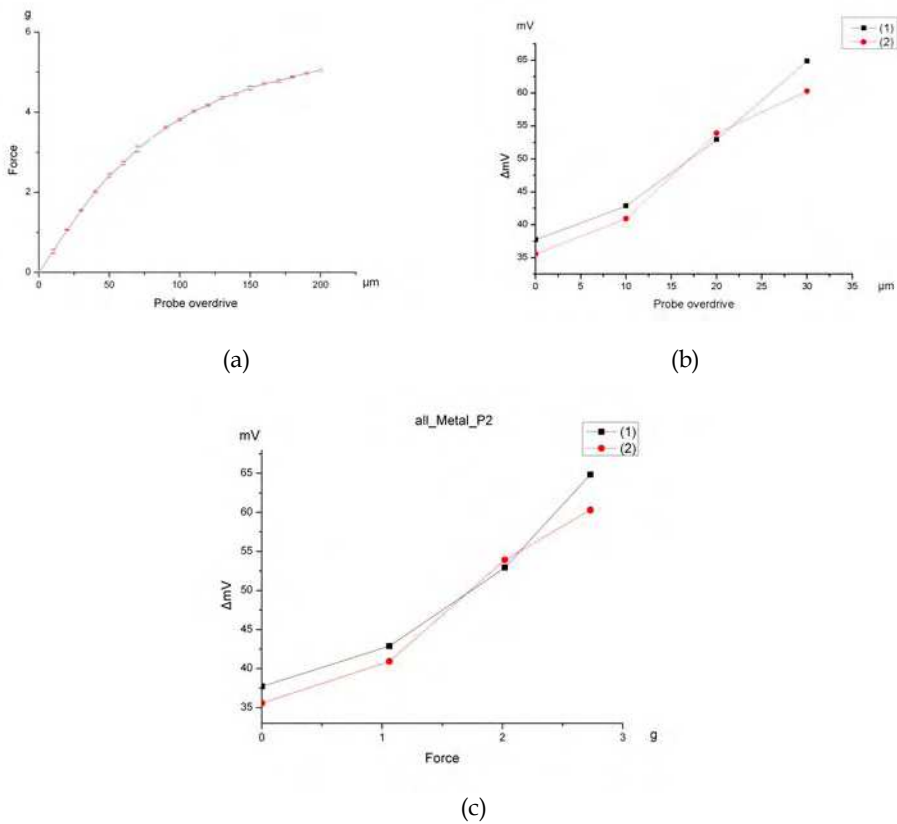 g
6
4
2
0
Force
0
50
100
150
200
μm
Probe overdrive
(a)
mV
(1)
(2)
65
60
55
50
45
40
35
ΔmV
0
5
10
15
20
25
30
35
μm
Probe overdrive
(b)
all_Metal_P2
mV
(1)
(2)
65
60
55
50
45
40
35
ΔmV
0
1
2
3
g
Force
(c)